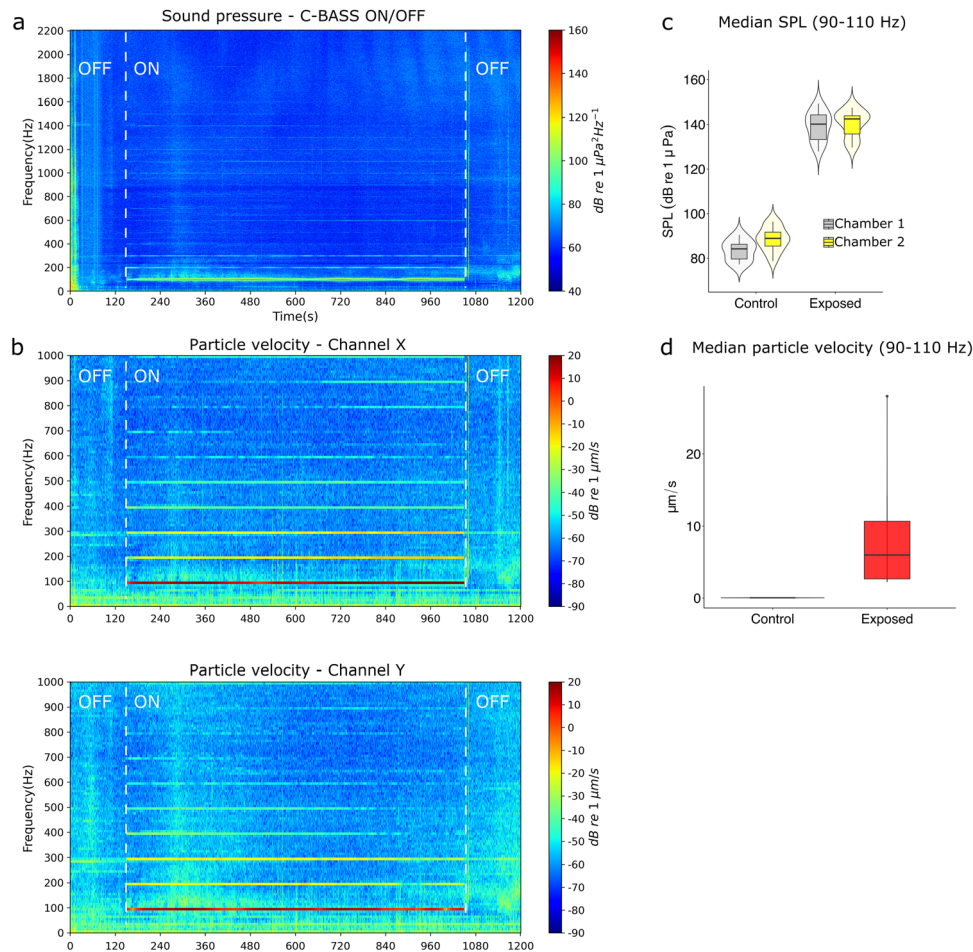 a
Sound pressure - C-BASS ON/OFF
Frequency(Hz)
2200
2000
1800
1600
1400
1200
1000
800
600
400
200
0
OFF
ON
OFF
0 120 240 360 480 600 720 840 960 1080 1200
Time(s)
160
140
120
100
80
60
40
dB re 1 μPa²Hz⁻¹
c
Median SPL (90-110 Hz)
SPL (dB re 1 μ Pa)
160
140
120
100
80
Chamber 1
Chamber 2
Control Exposed
b
Particle velocity - Channel X
Frequency(Hz)
1000
900
800
700
600
500
400
300
200
100
0
OFF
ON
OFF
0 120 240 360 480 600 720 840 960 1080 1200
20
10
0
-10
-20
-30
-40
-50
-60
-70
-80
-90
dB re 1 μm/s
d
Median particle velocity (90-110 Hz)
μm/s
20
10
0
Control Exposed
Particle velocity - Channel Y
Frequency(Hz)
1000
900
800
700
600
500
400
300
200
100
0
OFF
ON
OFF
0 120 240 360 480 600 720 840 960 1080 1200
20
10
0
-10
-20
-30
-40
-50
-60
-70
-80
-90
dB re 1 μm/s